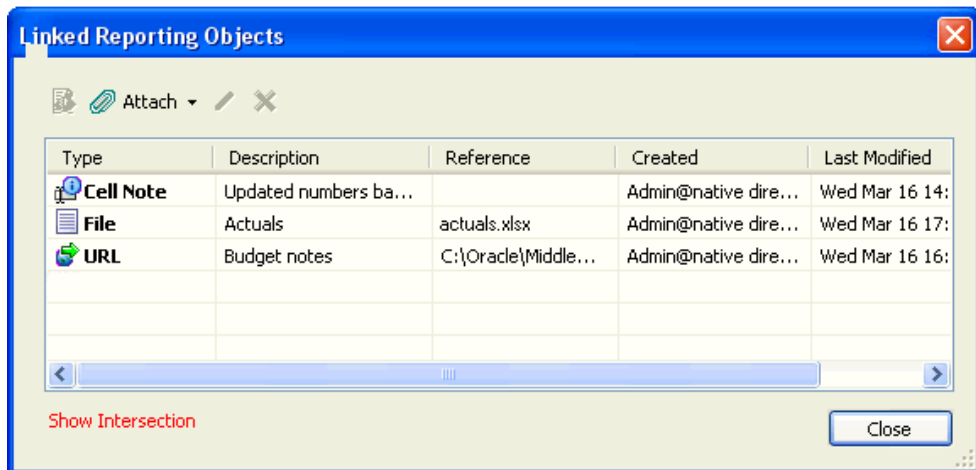 Linked Reporting Objects
Attach
Type Description Reference Created Last Modified
Cell Note Updated numbers ba... Admin@native dire... Wed Mar 16 14:
File Actuals actuals.xlsx Admin@native dire... Wed Mar 16 17:
URL Budget notes C:\Oracle\Middle... Admin@native dire... Wed Mar 16 16:
Show Intersection Close